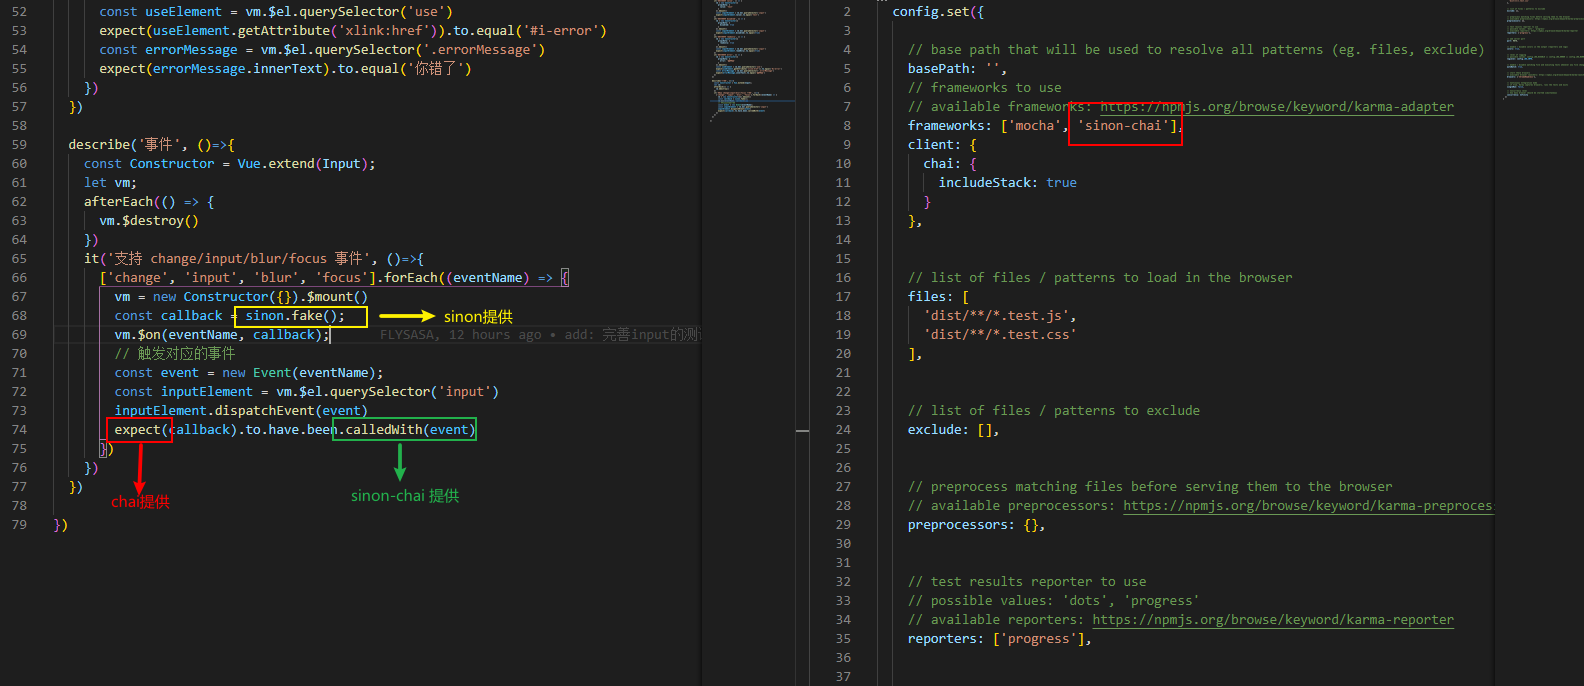 52 const useElement = vm.$el.querySelector('use')
53 expect(useElement.getAttribute('xlink:href')).to.equal('#i-error')
54 const errorMessage = vm.$el.querySelector('.errorMessage')
55 expect(errorMessage.innerText).to.equal('你错了')
56 })
57 })
58
59 describe('事件', ()=>{
60 const Constructor = Vue.extend(Input);
61 let vm;
62 afterEach(() => {
63 vm.$destroy()
64 })
65 it('支持 change/input/blur/focus 事件', ()=>{
66 ['change', 'input', 'blur', 'focus'].forEach((eventName) => {
67 vm = new Constructor({}).$mount()
68 const callback = sinon.fake(); sinon提供
69 vm.$on(eventName, callback); FLYSASA, 12 hours ago • add: 完善input的测
70 // 触发对应的事件
71 const event = new Event(eventName);
72 const inputElement = vm.$el.querySelector('input')
73 inputElement.dispatchEvent(event)
74 expect(callback).to.have.been.calledWith(event)
75 })
76 })
77 })
chai提供
sinon-chai 提供
78
79 })
2 config.set({
3
4 // base path that will be used to resolve all patterns (eg. files, exclude)
5 basePath: '',
6 // frameworks to use
7 // available frameworks: https://npmjs.org/browse/keyword/karma-adapter
8 frameworks: ['mocha', 'sinon-chai'],
9 client: {
10 chai: {
11 includeStack: true
12 }
13 },
14
15
16 // list of files / patterns to load in the browser
17 files: [
18 'dist/**/*.test.js',
19 'dist/**/*.test.css'
20 ],
21
22
23 // list of files / patterns to exclude
24 exclude: [],
25
26
27 // preprocess matching files before serving them to the browser
28 // available preprocessors: https://npmjs.org/browse/keyword/karma-preproces
29 preprocessors: {},
30
31
32 // test results reporter to use
33 // possible values: 'dots', 'progress'
34 // available reporters: https://npmjs.org/browse/keyword/karma-reporter
35 reporters: ['progress'],
36
37